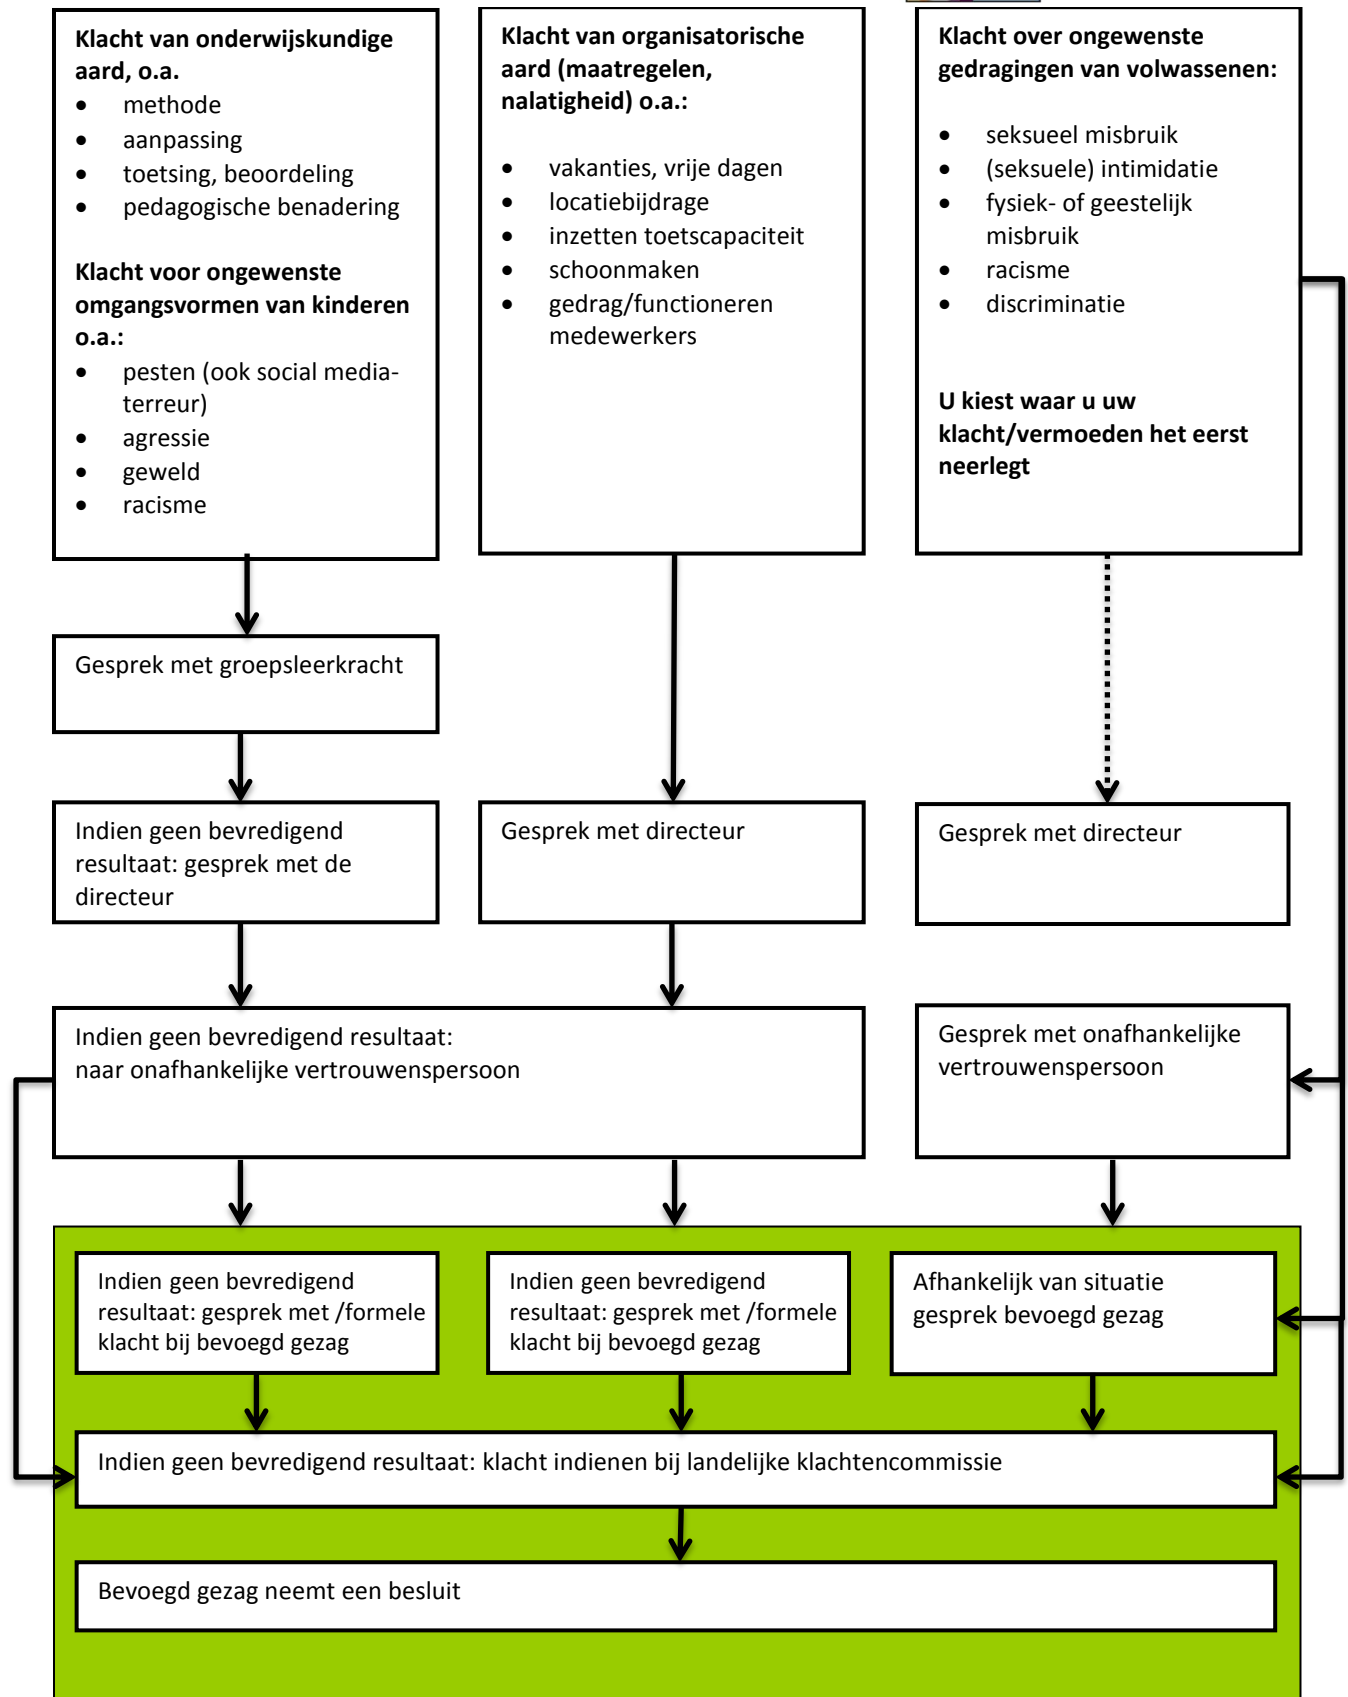 Klacht van onderwijskundige
aard, o.a.
• methode
• aanpassing
• toetsing, beoordeling
• pedagogische benadering
Klacht voor ongewenste
omgangsvormen van kinderen
o.a.:
• pesten (ook social media-
terreur)
• agressie
• geweld
• racisme
Klacht van organisatorische
aard (maatregelen,
nalatigheid) o.a.:
• vakanties, vrije dagen
• locatiebijdrage
• inzetten toetscapaciteit
• schoonmaken
• gedrag/functioneren
medewerkers
Klacht over ongewenste
gedragingen van volwassenen:
• seksueel misbruik
• (seksuele) intimidatie
• fysiek- of geestelijk
misbruik
• racisme
• discriminatie
U kiest waar u uw
klacht/vermoeden het eerst
neerlegt
Gesprek met groepsleerkracht
Indien geen bevredigend
resultaat: gesprek met de
directeur
Gesprek met directeur
Gesprek met directeur
Indien geen bevredigend resultaat:
naar onafhankelijke vertrouwenspersoon
Gesprek met onafhankelijke
vertrouwenspersoon
Indien geen bevredigend
resultaat: gesprek met /formele
klacht bij bevoegd gezag
Indien geen bevredigend
resultaat: gesprek met /formele
klacht bij bevoegd gezag
Afhankelijk van situatie
gesprek bevoegd gezag
Indien geen bevredigend resultaat: klacht indienen bij landelijke klachtencommissie
Bevoegd gezag neemt een besluit